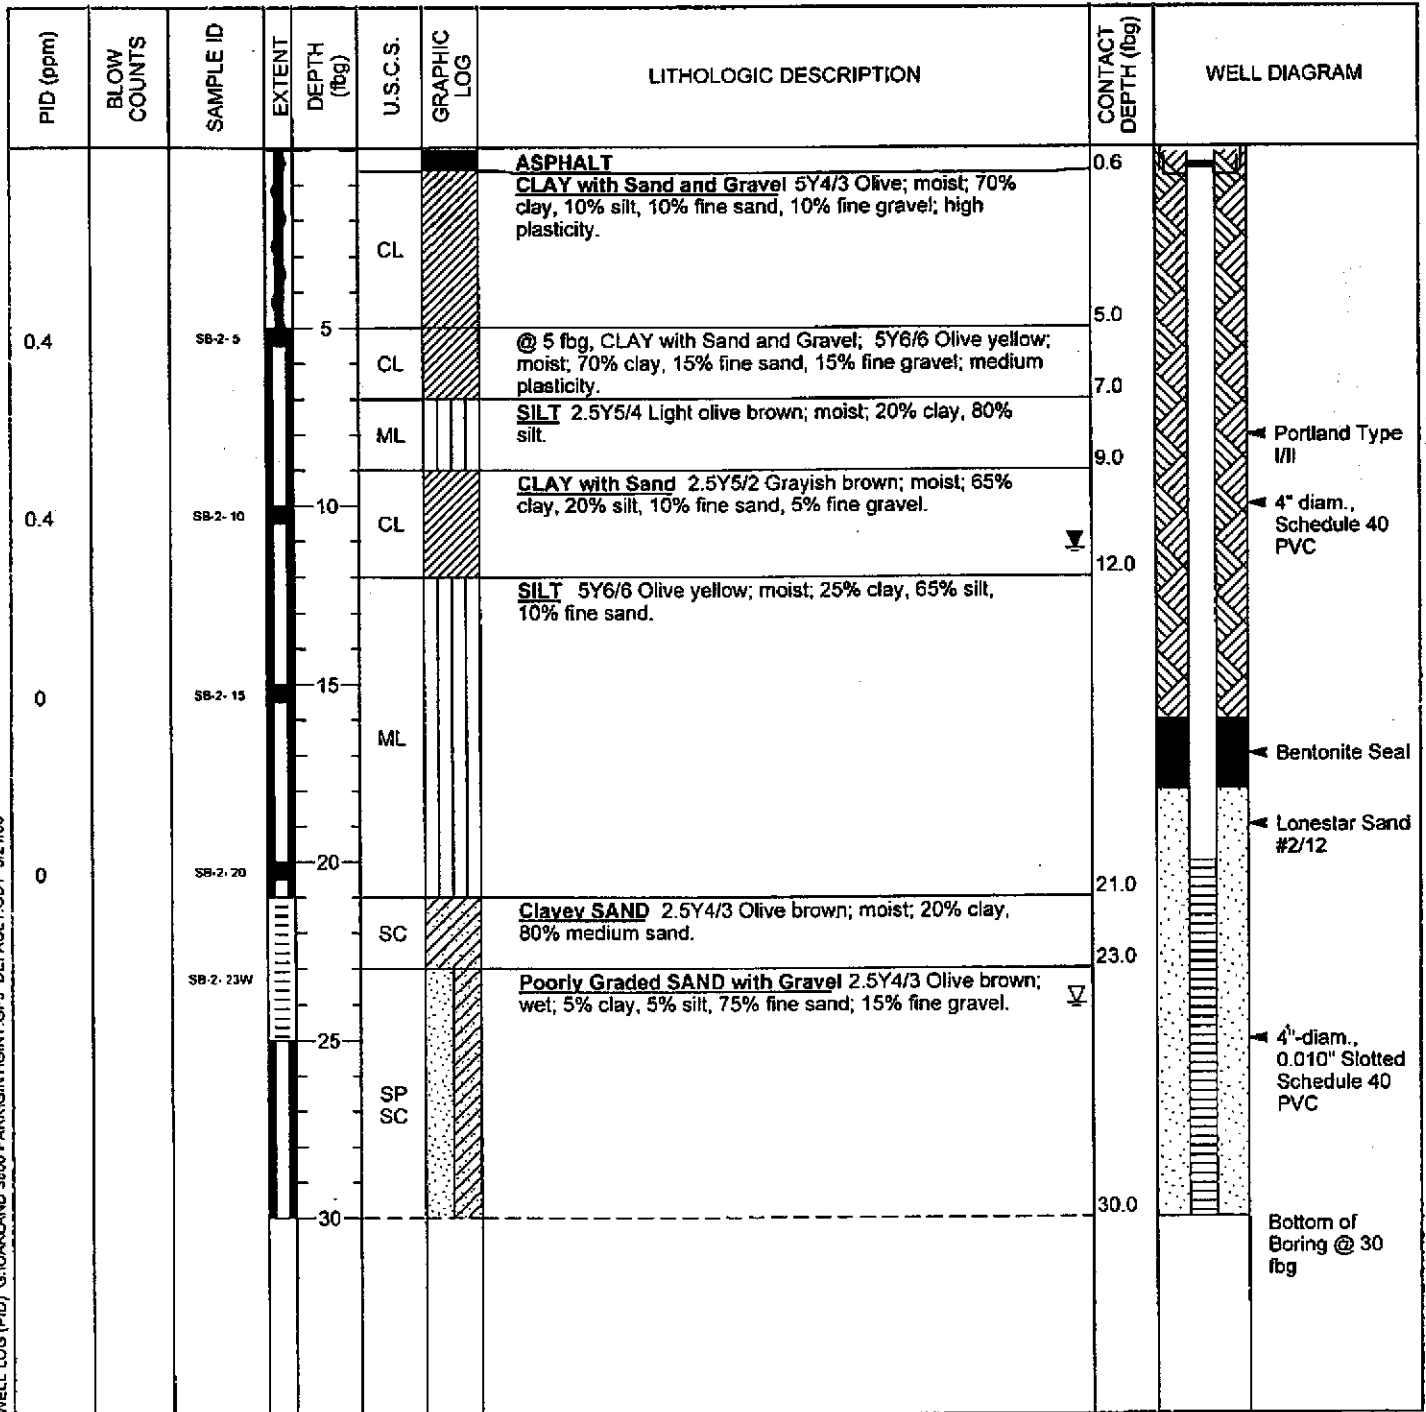 PID (ppm)
BLOW
COUNTS
SAMPLE ID
EXTENT
DEPTH
(fbg)
U.S.C.S.
GRAPHIC
LOG
LITHOLOGIC DESCRIPTION
CONTACT
DEPTH (fbg)
WELL DIAGRAM
ASPHALT
0.6
CLAY with Sand and Gravel 5Y4/3 Olive; moist; 70%
clay, 10% silt, 10% fine sand, 10% fine gravel; high
plasticity.
CL
5.0
0.4
SB-2- 5
5
CL
@ 5 fbg, CLAY with Sand and Gravel; 5Y6/6 Olive yellow;
moist; 70% clay, 15% fine sand, 15% fine gravel; medium
plasticity.
7.0
ML
SILT 2.5Y5/4 Light olive brown; moist; 20% clay, 80%
silt.
9.0
Portland Type
I/II
0.4
SB-2- 10
10
CL
CLAY with Sand 2.5Y5/2 Grayish brown; moist; 65%
clay, 20% silt, 10% fine sand, 5% fine gravel.
12.0
4" diam.,
Schedule 40
PVC
SILT 5Y6/6 Olive yellow; moist; 25% clay, 65% silt,
10% fine sand.
0
SB-2- 15
15
ML
Bentonite Seal
Lonestar Sand
#2/12
0
SB-2- 20
20
21.0
SC
Clayey SAND 2.5Y4/3 Olive brown; moist; 20% clay,
80% medium sand.
23.0
SB-2- 23W
Poorly Graded SAND with Gravel 2.5Y4/3 Olive brown;
wet; 5% clay, 5% silt, 75% fine sand; 15% fine gravel.
25
SP
SC
4"-diam.,
0.010" Slotted
Schedule 40
PVC
30
30.0
Bottom of
Boring @ 30
fbg
WELL LOG (PID)